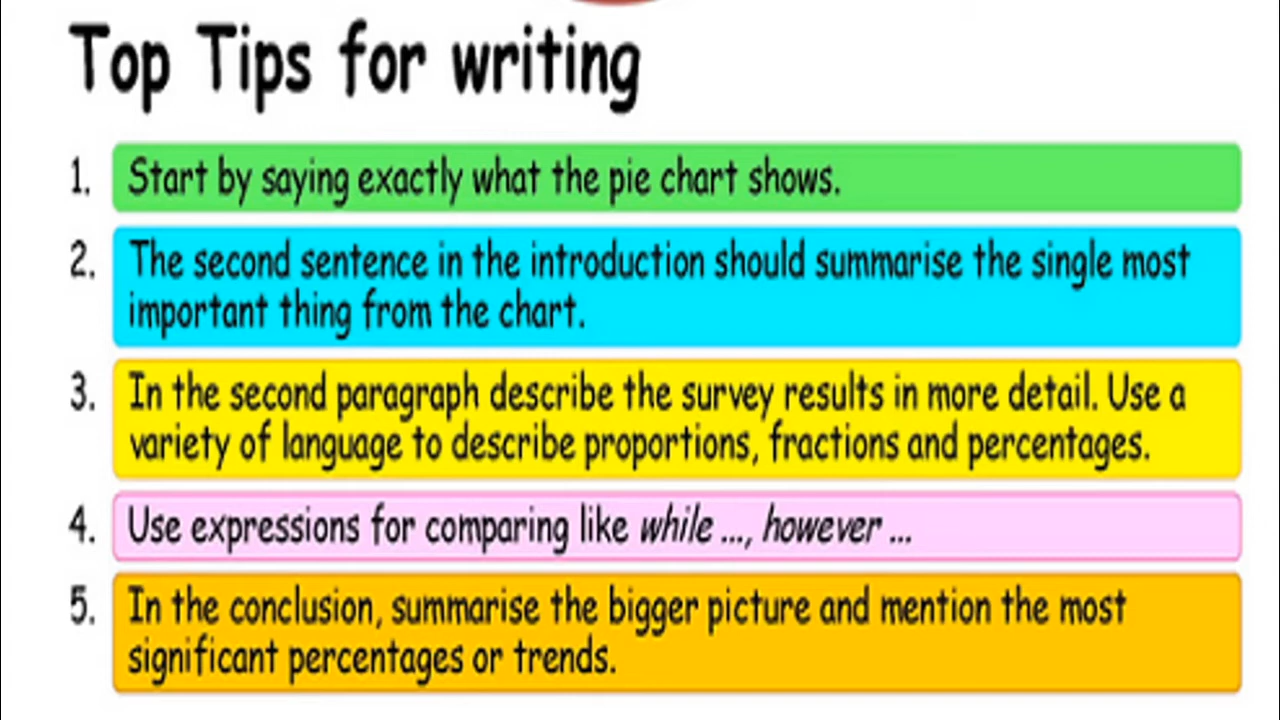 Top Tips for writing
1. Start by saying exactly what the pie chart shows.
2. The second sentence in the introduction should summarise the single most
important thing from the chart.
3. In the second paragraph describe the survey results in more detail. Use a
variety of language to describe proportions, fractions and percentages.
4. Use expressions for comparing like while ..., however ...
5. In the conclusion, summarise the bigger picture and mention the most
significant percentages or trends.